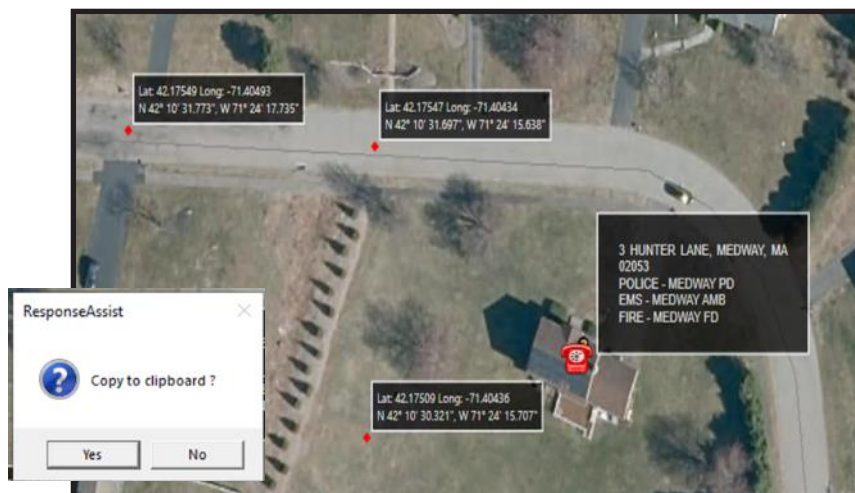 Lat: 42.17549 Long: -71.40493
N 42° 10' 31.773", W 71° 24' 17.735"
Lat: 42.17547 Long: -71.40434
N 42° 10' 31.697", W 71° 24' 15.638"
3 HUNTER LANE, MEDWAY, MA
02053
POLICE - MEDWAY PD
EMS - MEDWAY AMB
FIRE - MEDWAY FD
ResponseAssist
Copy to clipboard ?
Yes No
Lat: 42.17509 Long: -71.40436
N 42° 10' 30.321", W 71° 24' 15.707"